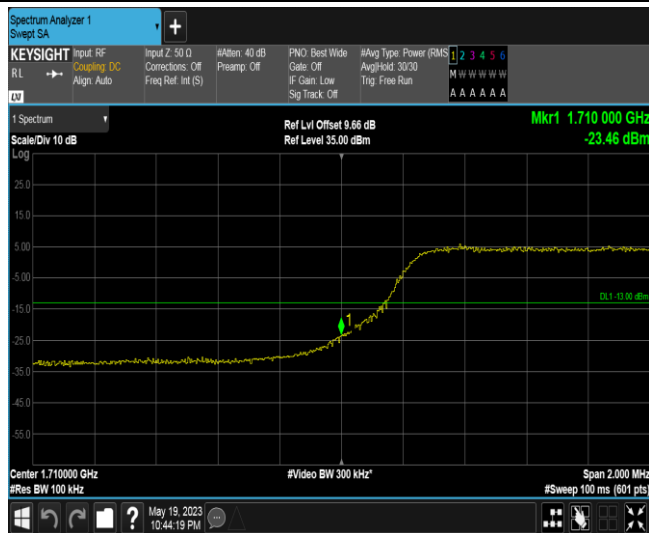 Spectrum Analyzer 1
Swept SA
+
KEYSIGHT Input: RF Input Z: 50 Ω #Atten: 40 dB PNO: Best Wide #Avg Type: Power (RMS 1 2 3 4 5 6
RL Coupling: DC Corrections: Off Preamp: Off Gate: Off Avg|Hold: 30/30 M W W W W W
Align: Auto Freq Ref: Int (S) IF Gain: Low Trig: Free Run
Sig Track: Off A A A A A A
LXI
1 Spectrum Ref Lvl Offset 9.66 dB Mkr1 1.710 000 GHz
Scale/Div 10 dB Ref Level 35.00 dBm -23.46 dBm
Log
25.0
15.0
5.00
-5.00
DL1 -13.00 dBm
-15.0
1
-25.0
-35.0
-45.0
-55.0
Center 1.710000 GHz #Video BW 300 kHz* Span 2.000 MHz
#Res BW 100 kHz #Sweep 100 ms (601 pts)
? May 19, 2023
10:44:19 PM